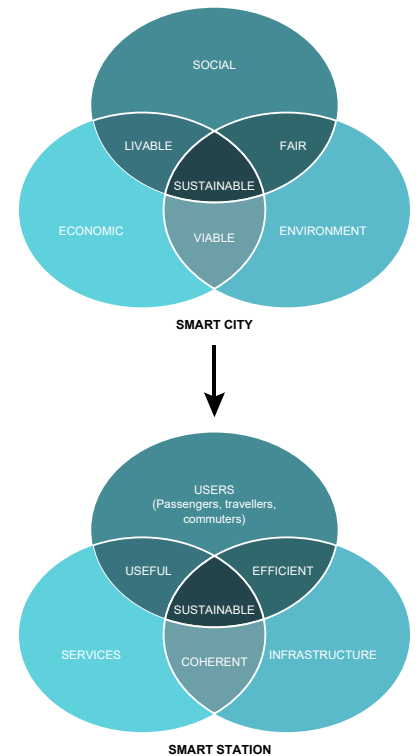 SOCIAL
LIVABLE
FAIR
SUSTAINABLE
ECONOMIC
ENVIRONMENT
VIABLE
SMART CITY
USERS
(Passengers, travellers,
commuters)
USEFUL
EFFICIENT
SUSTAINABLE
SERVICES
INFRASTRUCTURE
COHERENT
SMART STATION